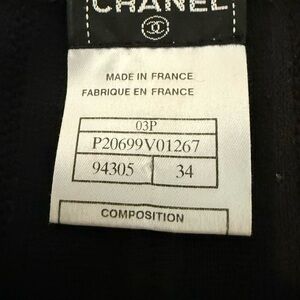 CHANEL
MADE IN FRANCE
FABRIQUE EN FRANCE
03P
P20699V01267
94305 34
COMPOSITION